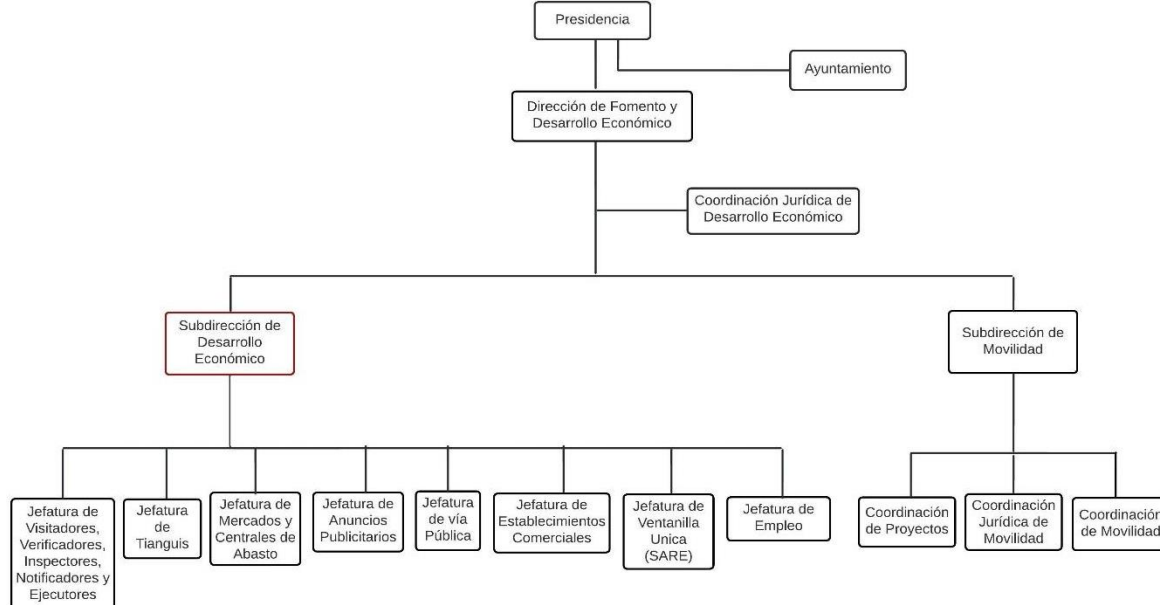 Presidencia
Ayuntamiento
Dirección de Fomento y
Desarrollo Económico
Coordinación Jurídica de
Desarrollo Económico
Subdirección de
Desarrollo
Económico
Subdirección de
Movilidad
Jefatura de
Visitadores,
Verificadores,
Inspectores,
Notificadores y
Ejecutores
Jefatura
de
Tianguis
Jefatura de
Mercados y
Centrales de
Abasto
Jefatura de
Anuncios
Publicitarios
Jefatura
de vía
Pública
Jefatura de
Establecimientos
Comerciales
Jefatura de
Ventanilla
Unica
(SARE)
Jefatura de
Empleo
Coordinación
de Proyectos
Coordinación
Jurídica de
Movilidad
Coordinación
de Movilidad